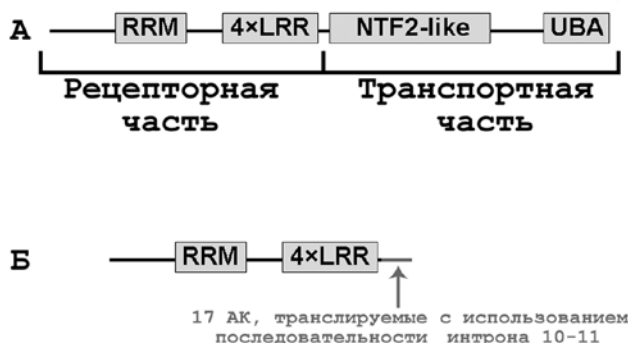 А RRM 4×LRR NTF2-like UBA
Рецепторная Транспортная
часть часть
Б RRM 4×LRR
17 АК, транслируемые с использованием
последовательности интрона 10-11